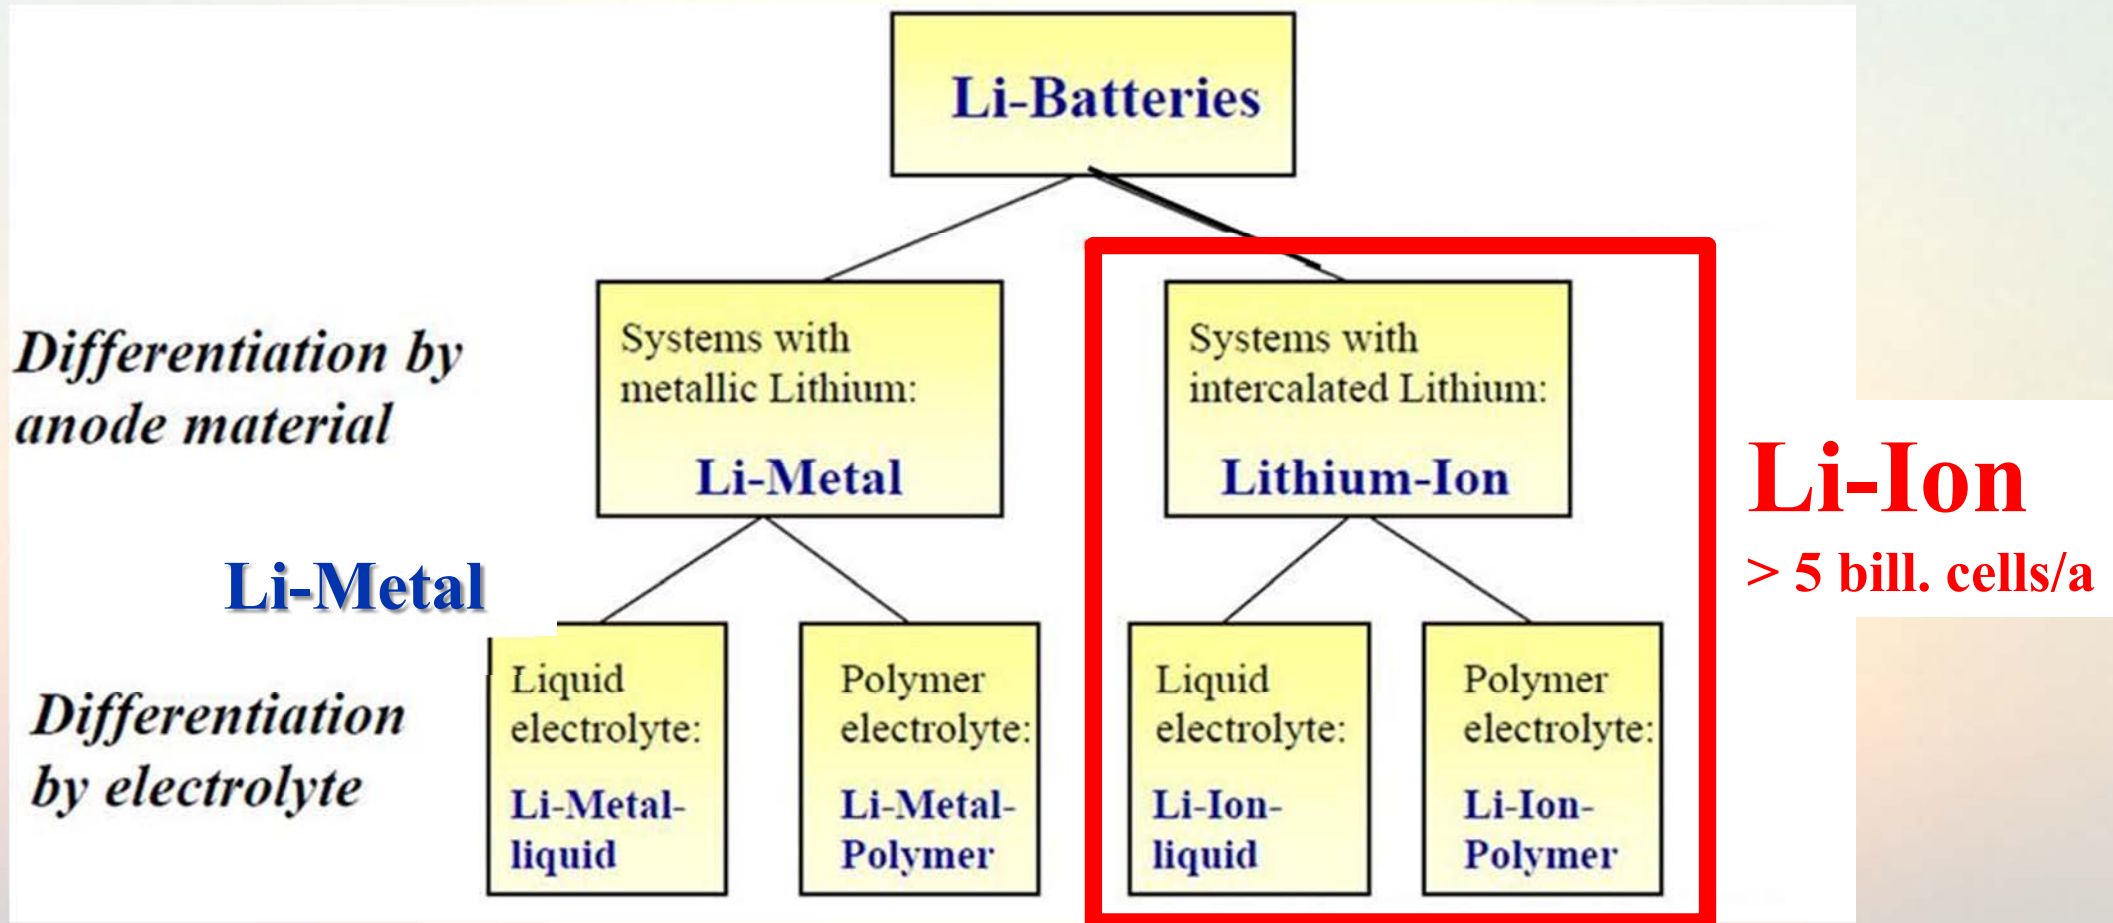 Li-Batteries
Differentiation by
anode material
Systems with
metallic Lithium:
Li-Metal
Systems with
intercalated Lithium:
Lithium-Ion
Li-Ion
> 5 bill. cells/a
Li-Metal
Differentiation
by electrolyte
Liquid
electrolyte:
Li-Metal-
liquid
Polymer
electrolyte:
Li-Metal-
Polymer
Liquid
electrolyte:
Li-Ion-
liquid
Polymer
electrolyte:
Li-Ion-
Polymer